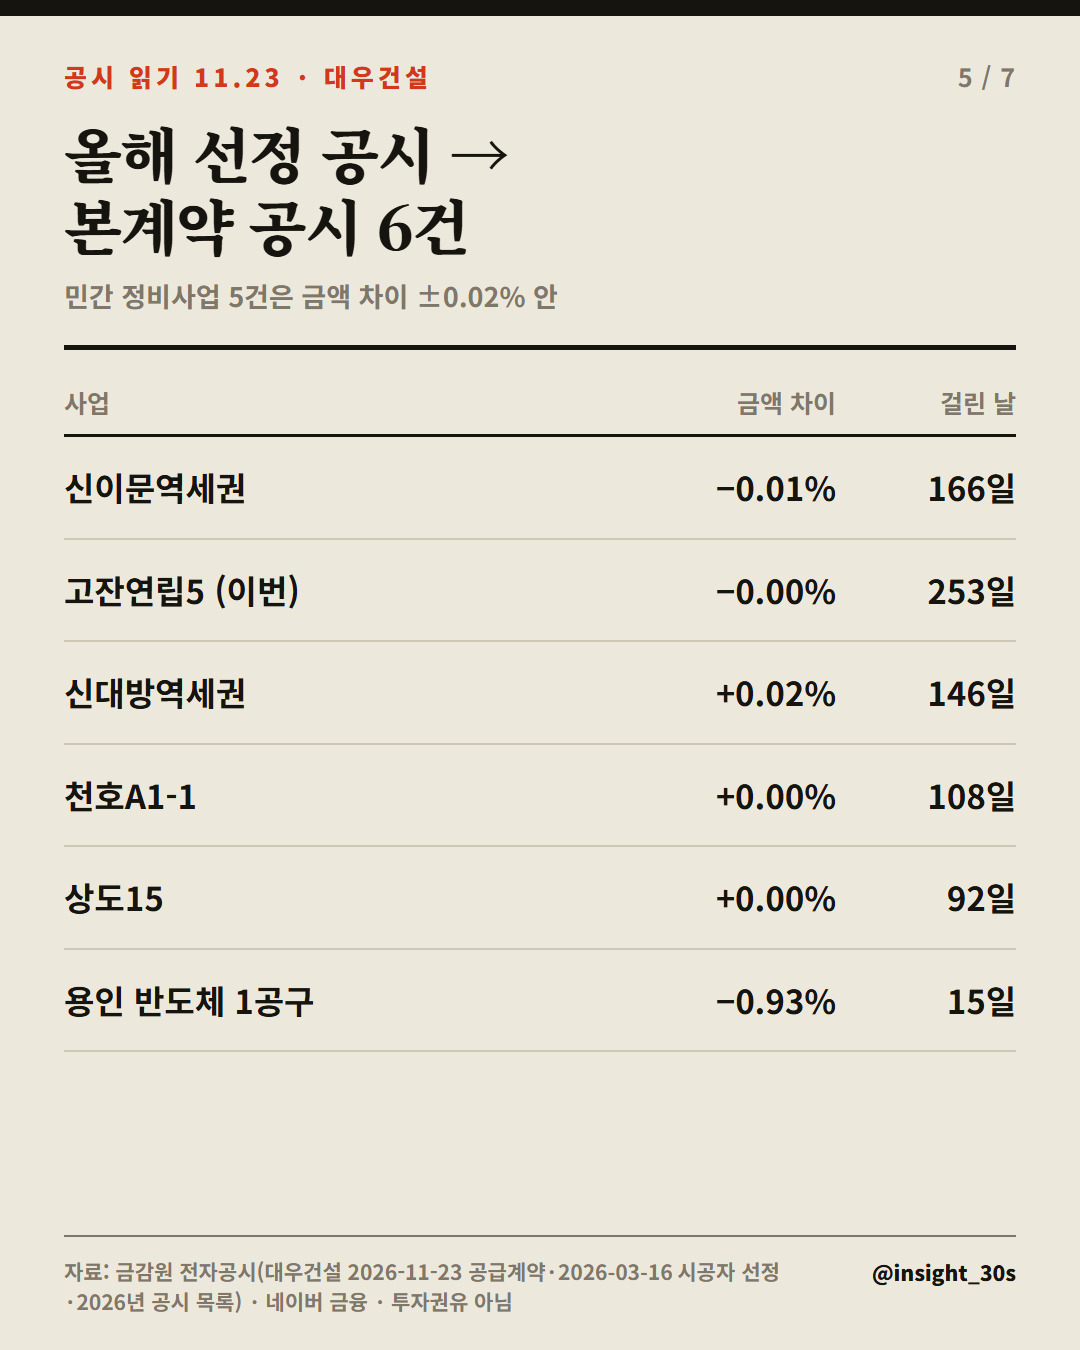 공시 읽기 11.23 · 대우건설
5 / 7
올해 선정 공시 →
본계약 공시 6건
민간 정비사업 5건은 금액 차이 ±0.02% 안
사업 금액 차이 걸린 날
신이문역세권 −0.01% 166일
고잔연립5 (이번) −0.00% 253일
신대방역세권 +0.02% 146일
천호A1-1 +0.00% 108일
상도15 +0.00% 92일
용인 반도체 1공구 −0.93% 15일
자료: 금감원 전자공시(대우건설 2026-11-23 공급계약·2026-03-16 시공자 선정
·2026년 공시 목록) · 네이버 금융 · 투자권유 아님
@insight_30s